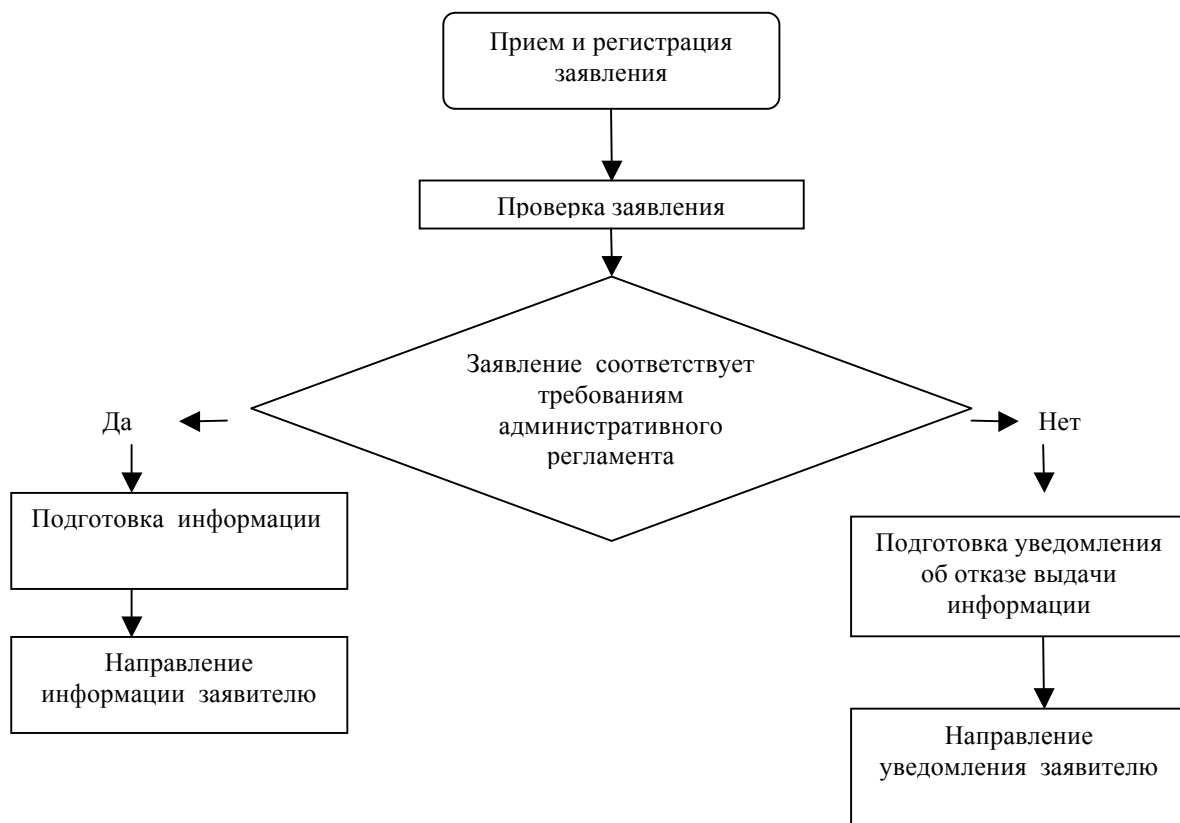 Прием и регистрация
заявления
Проверка заявления
Заявление соответствует
требованиям
административного
регламента
Да
Нет
Подготовка информации
Подготовка уведомления
об отказе выдачи
информации
Направление
информации заявителю
Направление
уведомления заявителю